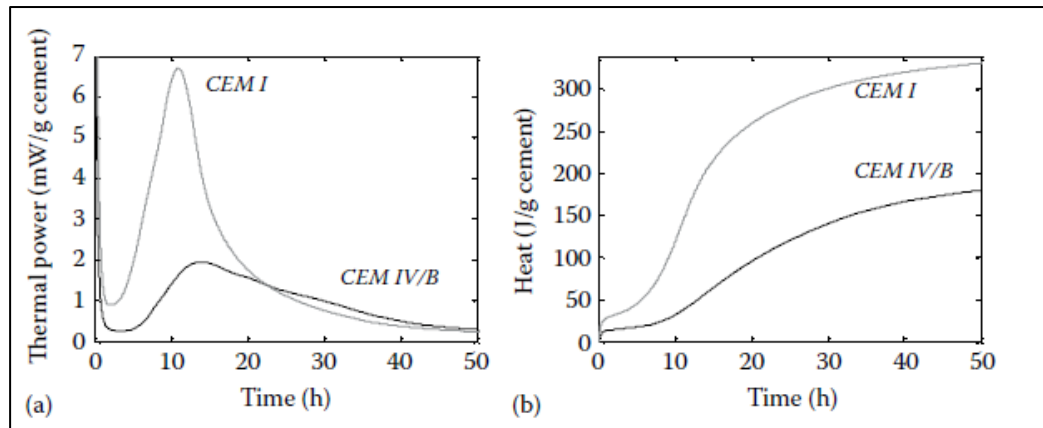 Thermal power (mW/g cement)
7
6
5
4
3
2
1
0
CEM I
CEM IV/B
0 10 20 30 40 50
Time (h)
(a)
Heat (J/g cement)
300
250
200
150
100
50
0
CEM I
CEM IV/B
0 10 20 30 40 50
Time (h)
(b)